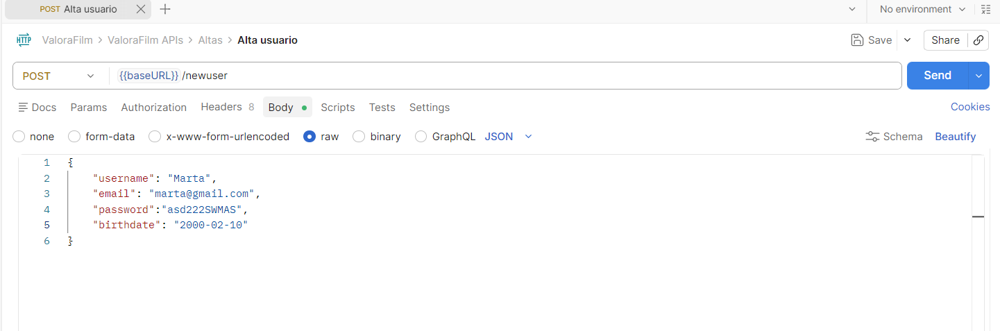 POST Alta usuario
No environment
HTTP ValoraFilm > ValoraFilm APIs > Altas > Alta usuario
Save
Share
POST
{{baseURL}} /newuser
Send
Docs Params Authorization Headers 8 Body Scripts Tests Settings
Cookies
none form-data x-www-form-urlencoded raw binary GraphQL JSON
Schema Beautify
1 {
2 "username": "Marta",
3 "email": "marta@gmail.com",
4 "password":"asd222SWMAS",
5 "birthdate": "2000-02-10"
6 }